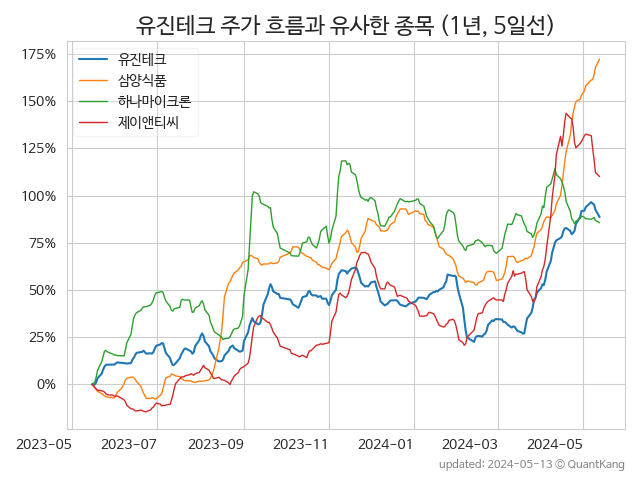 유진테크 주가 흐름과 유사한 종목 (1년, 5일선)
유진테크
삼양식품
하나마이크론
제이앤티씨
175%
150%
125%
100%
75%
50%
25%
0%
2023-05 2023-07 2023-09 2023-11 2024-01 2024-03 2024-05
updated: 2024-05-13 © QuantKang